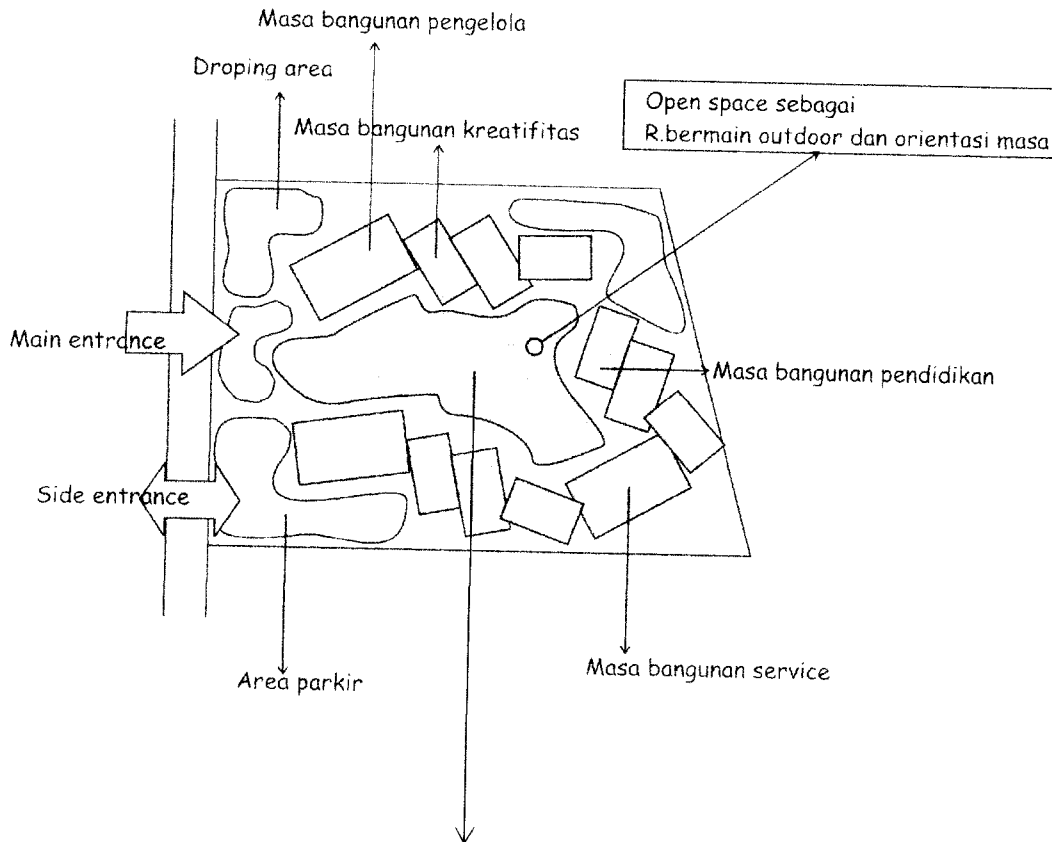 Masa bangunan pengelola
Droping area
Masa bangunan kreatifitas
Open space sebagai
R.bermain outdoor dan orientasi masa
Main entrance
Masa bangunan pendidikan
Side entrance
Area parkir
Masa bangunan service